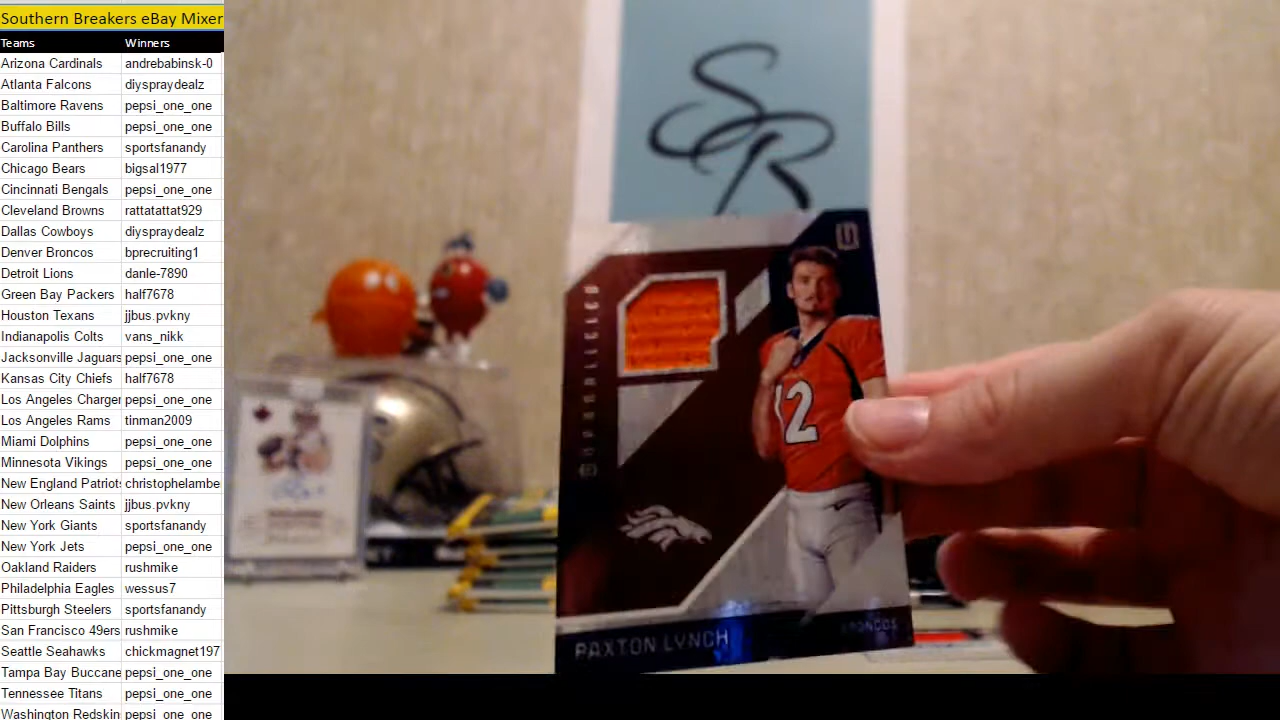 Southern Breakers eBay Mixer
Teams Winners
Arizona Cardinals andrebabinsk-0
Atlanta Falcons diyspraydealz
Baltimore Ravens pepsi_one_one
Buffalo Bills pepsi_one_one
Carolina Panthers sportsfanandy
Chicago Bears bigsal1977
Cincinnati Bengals pepsi_one_one
Cleveland Browns rattatattat929
Dallas Cowboys diyspraydealz
Denver Broncos bprecruiting1
Detroit Lions danle-7890
Green Bay Packers half7678
Houston Texans jjbus.pvkny
Indianapolis Colts vans_nikk
Jacksonville Jaguars pepsi_one_one
Kansas City Chiefs half7678
Los Angeles Charger pepsi_one_one
Los Angeles Rams tinman2009
Miami Dolphins pepsi_one_one
Minnesota Vikings pepsi_one_one
New England Patriots christophelambe
New Orleans Saints jjbus.pvkny
New York Giants sportsfanandy
New York Jets pepsi_one_one
Oakland Raiders rushmike
Philadelphia Eagles wessus7
Pittsburgh Steelers sportsfanandy
San Francisco 49ers rushmike
Seattle Seahawks chickmagnet197
Tampa Bay Buccane pepsi_one_one
Tennessee Titans pepsi_one_one
Washington Redskin pepsi_one_one
SR
U
12
PAXTON LYNCH
BRONCOS